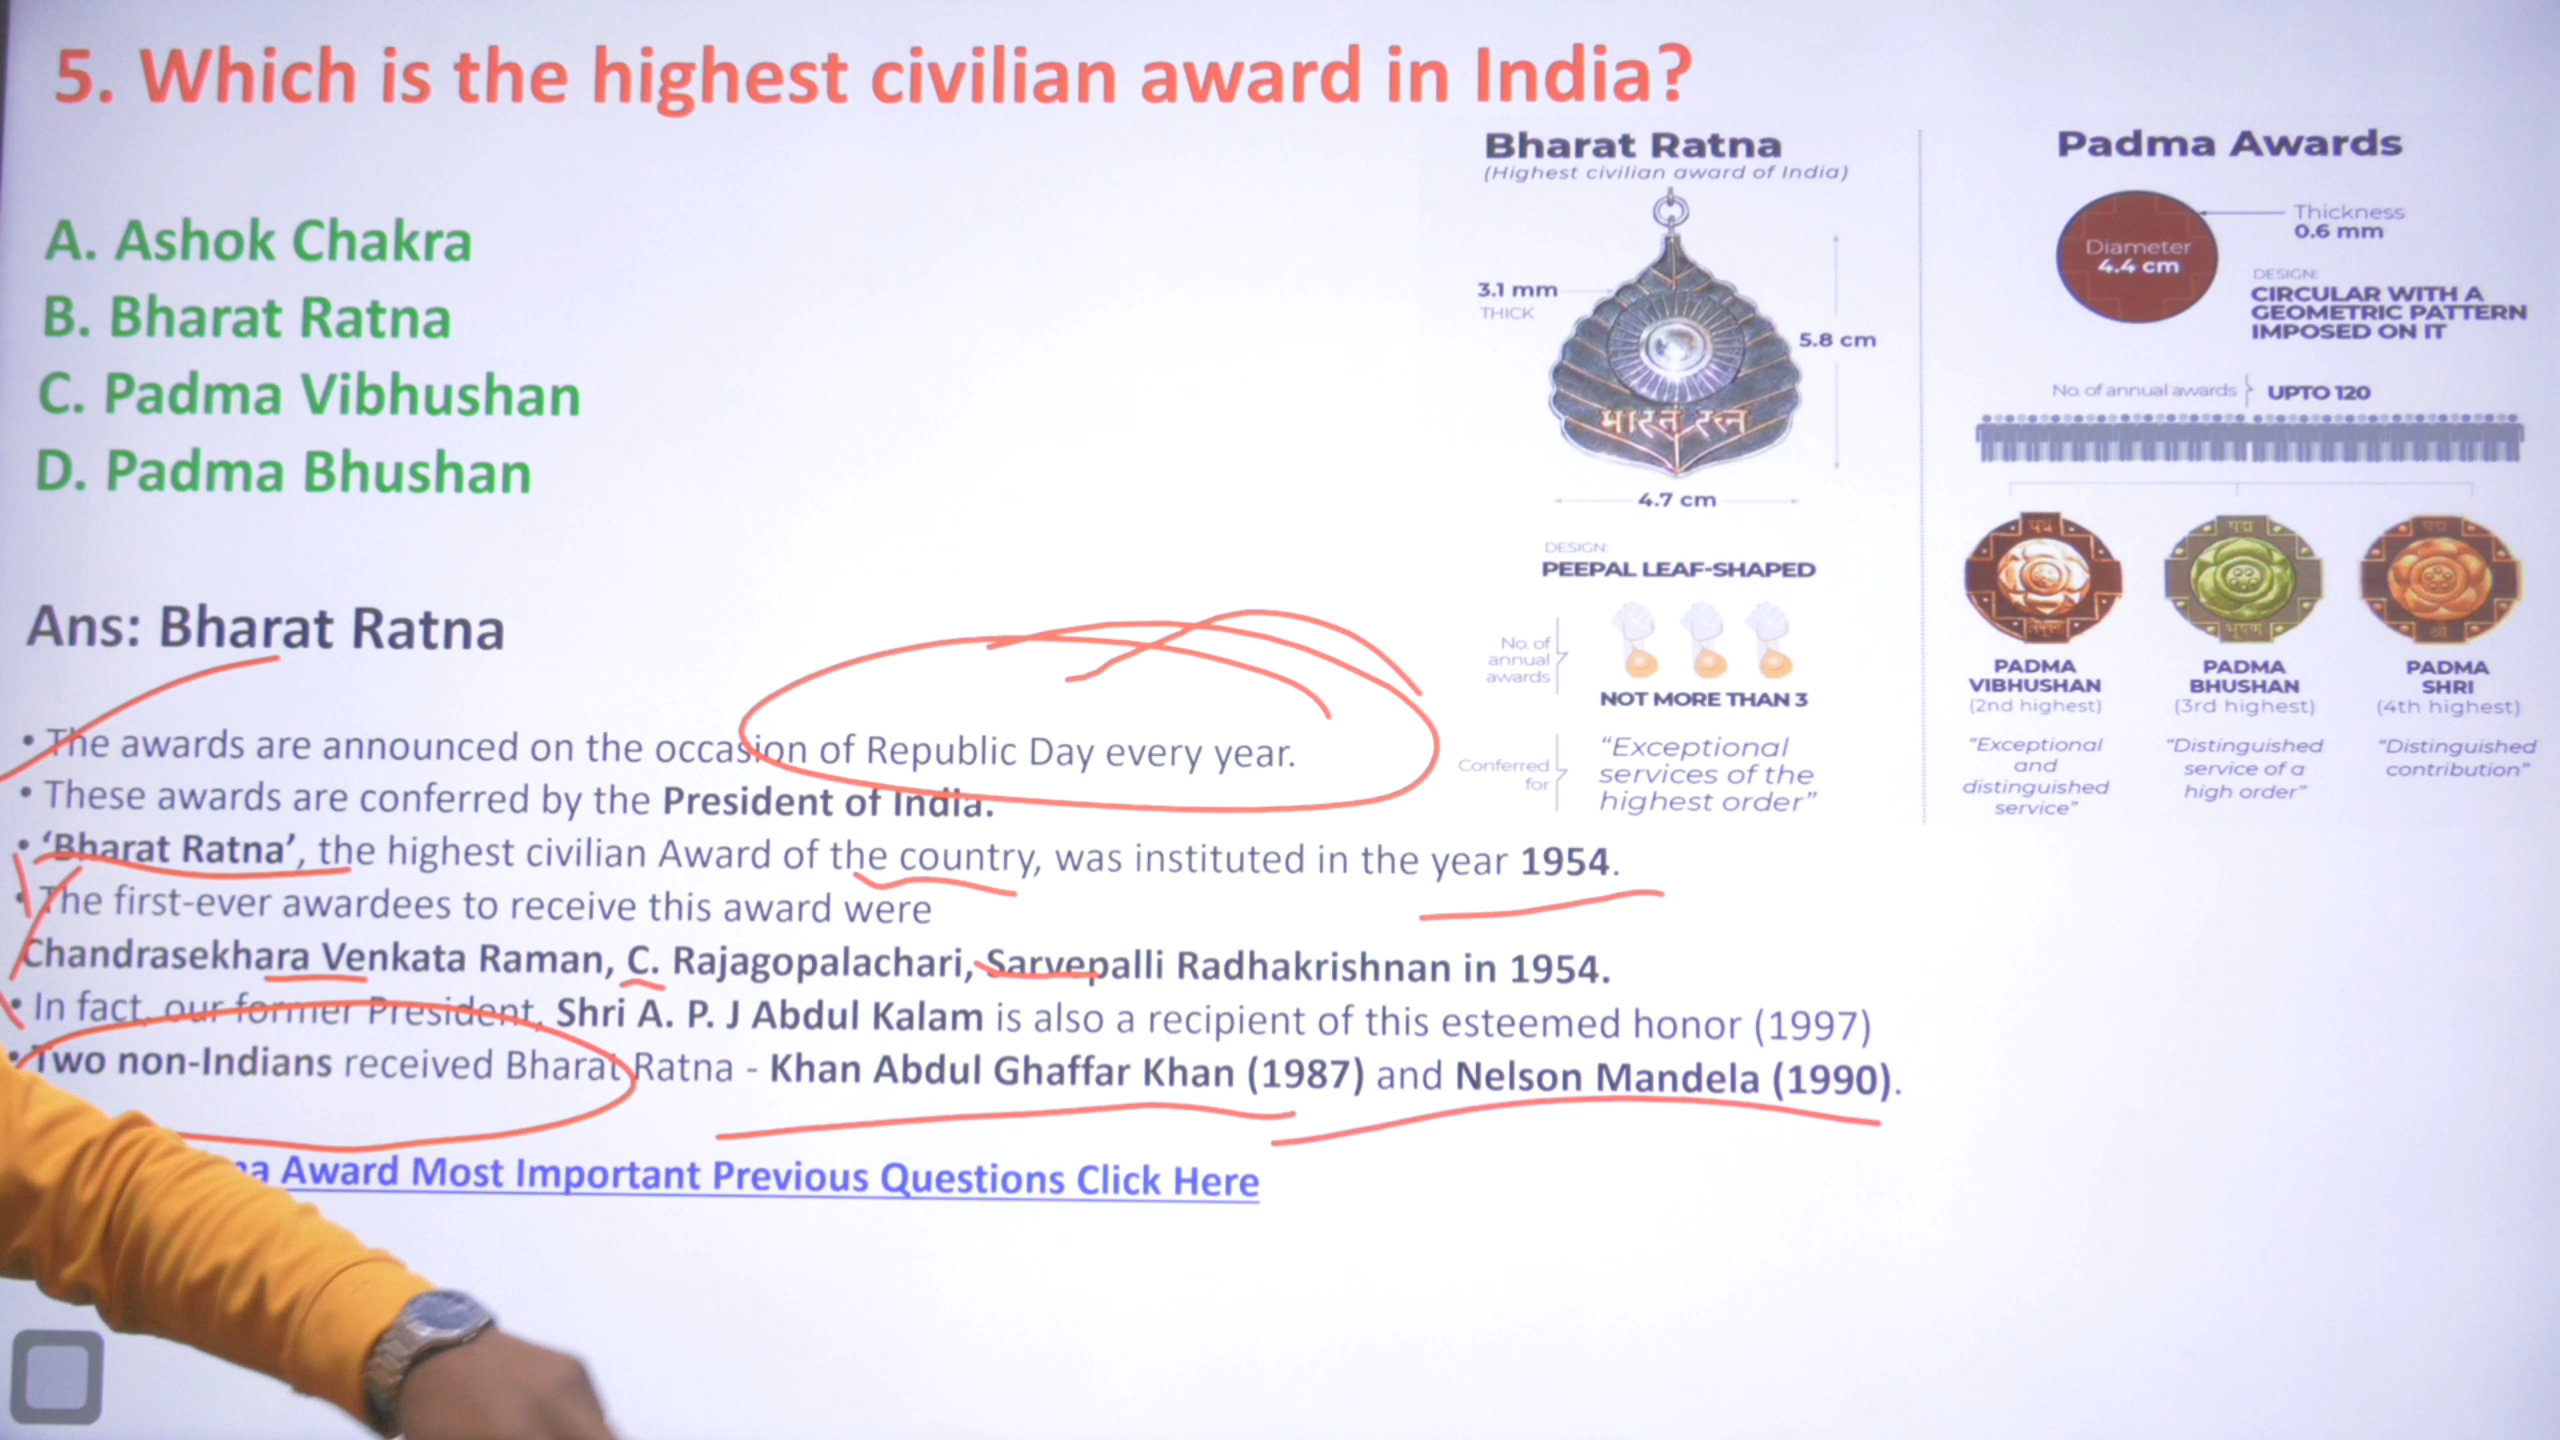 5. Which is the highest civilian award in India?
A. Ashok Chakra
B. Bharat Ratna
C. Padma Vibhushan
D. Padma Bhushan
Ans: Bharat Ratna
• The awards are announced on the occasion of Republic Day every year.
• These awards are conferred by the President of India.
• ‘Bharat Ratna’, the highest civilian Award of the country, was instituted in the year 1954.
• The first-ever awardees to receive this award were
Chandrasekhara Venkata Raman, C. Rajagopalachari, Sarvepalli Radhakrishnan in 1954.
• In fact, our former President, Shri A. P. J Abdul Kalam is also a recipient of this esteemed honor (1997)
• Two non-Indians received Bharat Ratna - Khan Abdul Ghaffar Khan (1987) and Nelson Mandela (1990).
Award Most Important Previous Questions Click Here
Bharat Ratna
(Highest civilian award of India)
3.1 mm
THICK
5.8 cm
भारत रत्न
4.7 cm
DESIGN:
PEEPAL LEAF-SHAPED
No. of
annual
awards
NOT MORE THAN 3
Conferred
for
“Exceptional
services of the
highest order”
Padma Awards
Thickness
0.6 mm
Diameter
4.4 cm
DESIGN:
CIRCULAR WITH A
GEOMETRIC PATTERN
IMPOSED ON IT
No. of annual awards UPTO 120
पद्म
पद्म
भूषण
पद्म
श्री
PADMA
VIBHUSHAN
(2nd highest)
“Exceptional
and
distinguished
service”
PADMA
BHUSHAN
(3rd highest)
“Distinguished
service of a
high order”
PADMA
SHRI
(4th highest)
“Distinguished
contribution”